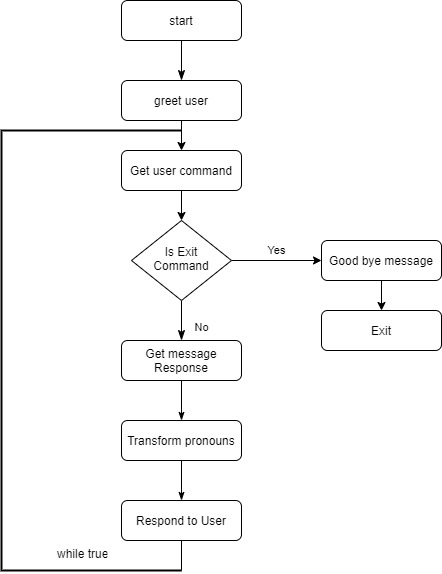 start
greet user
Get user command
Is Exit
Command
Yes
Good bye message
Exit
No
Get message
Response
Transform pronouns
Respond to User
while true